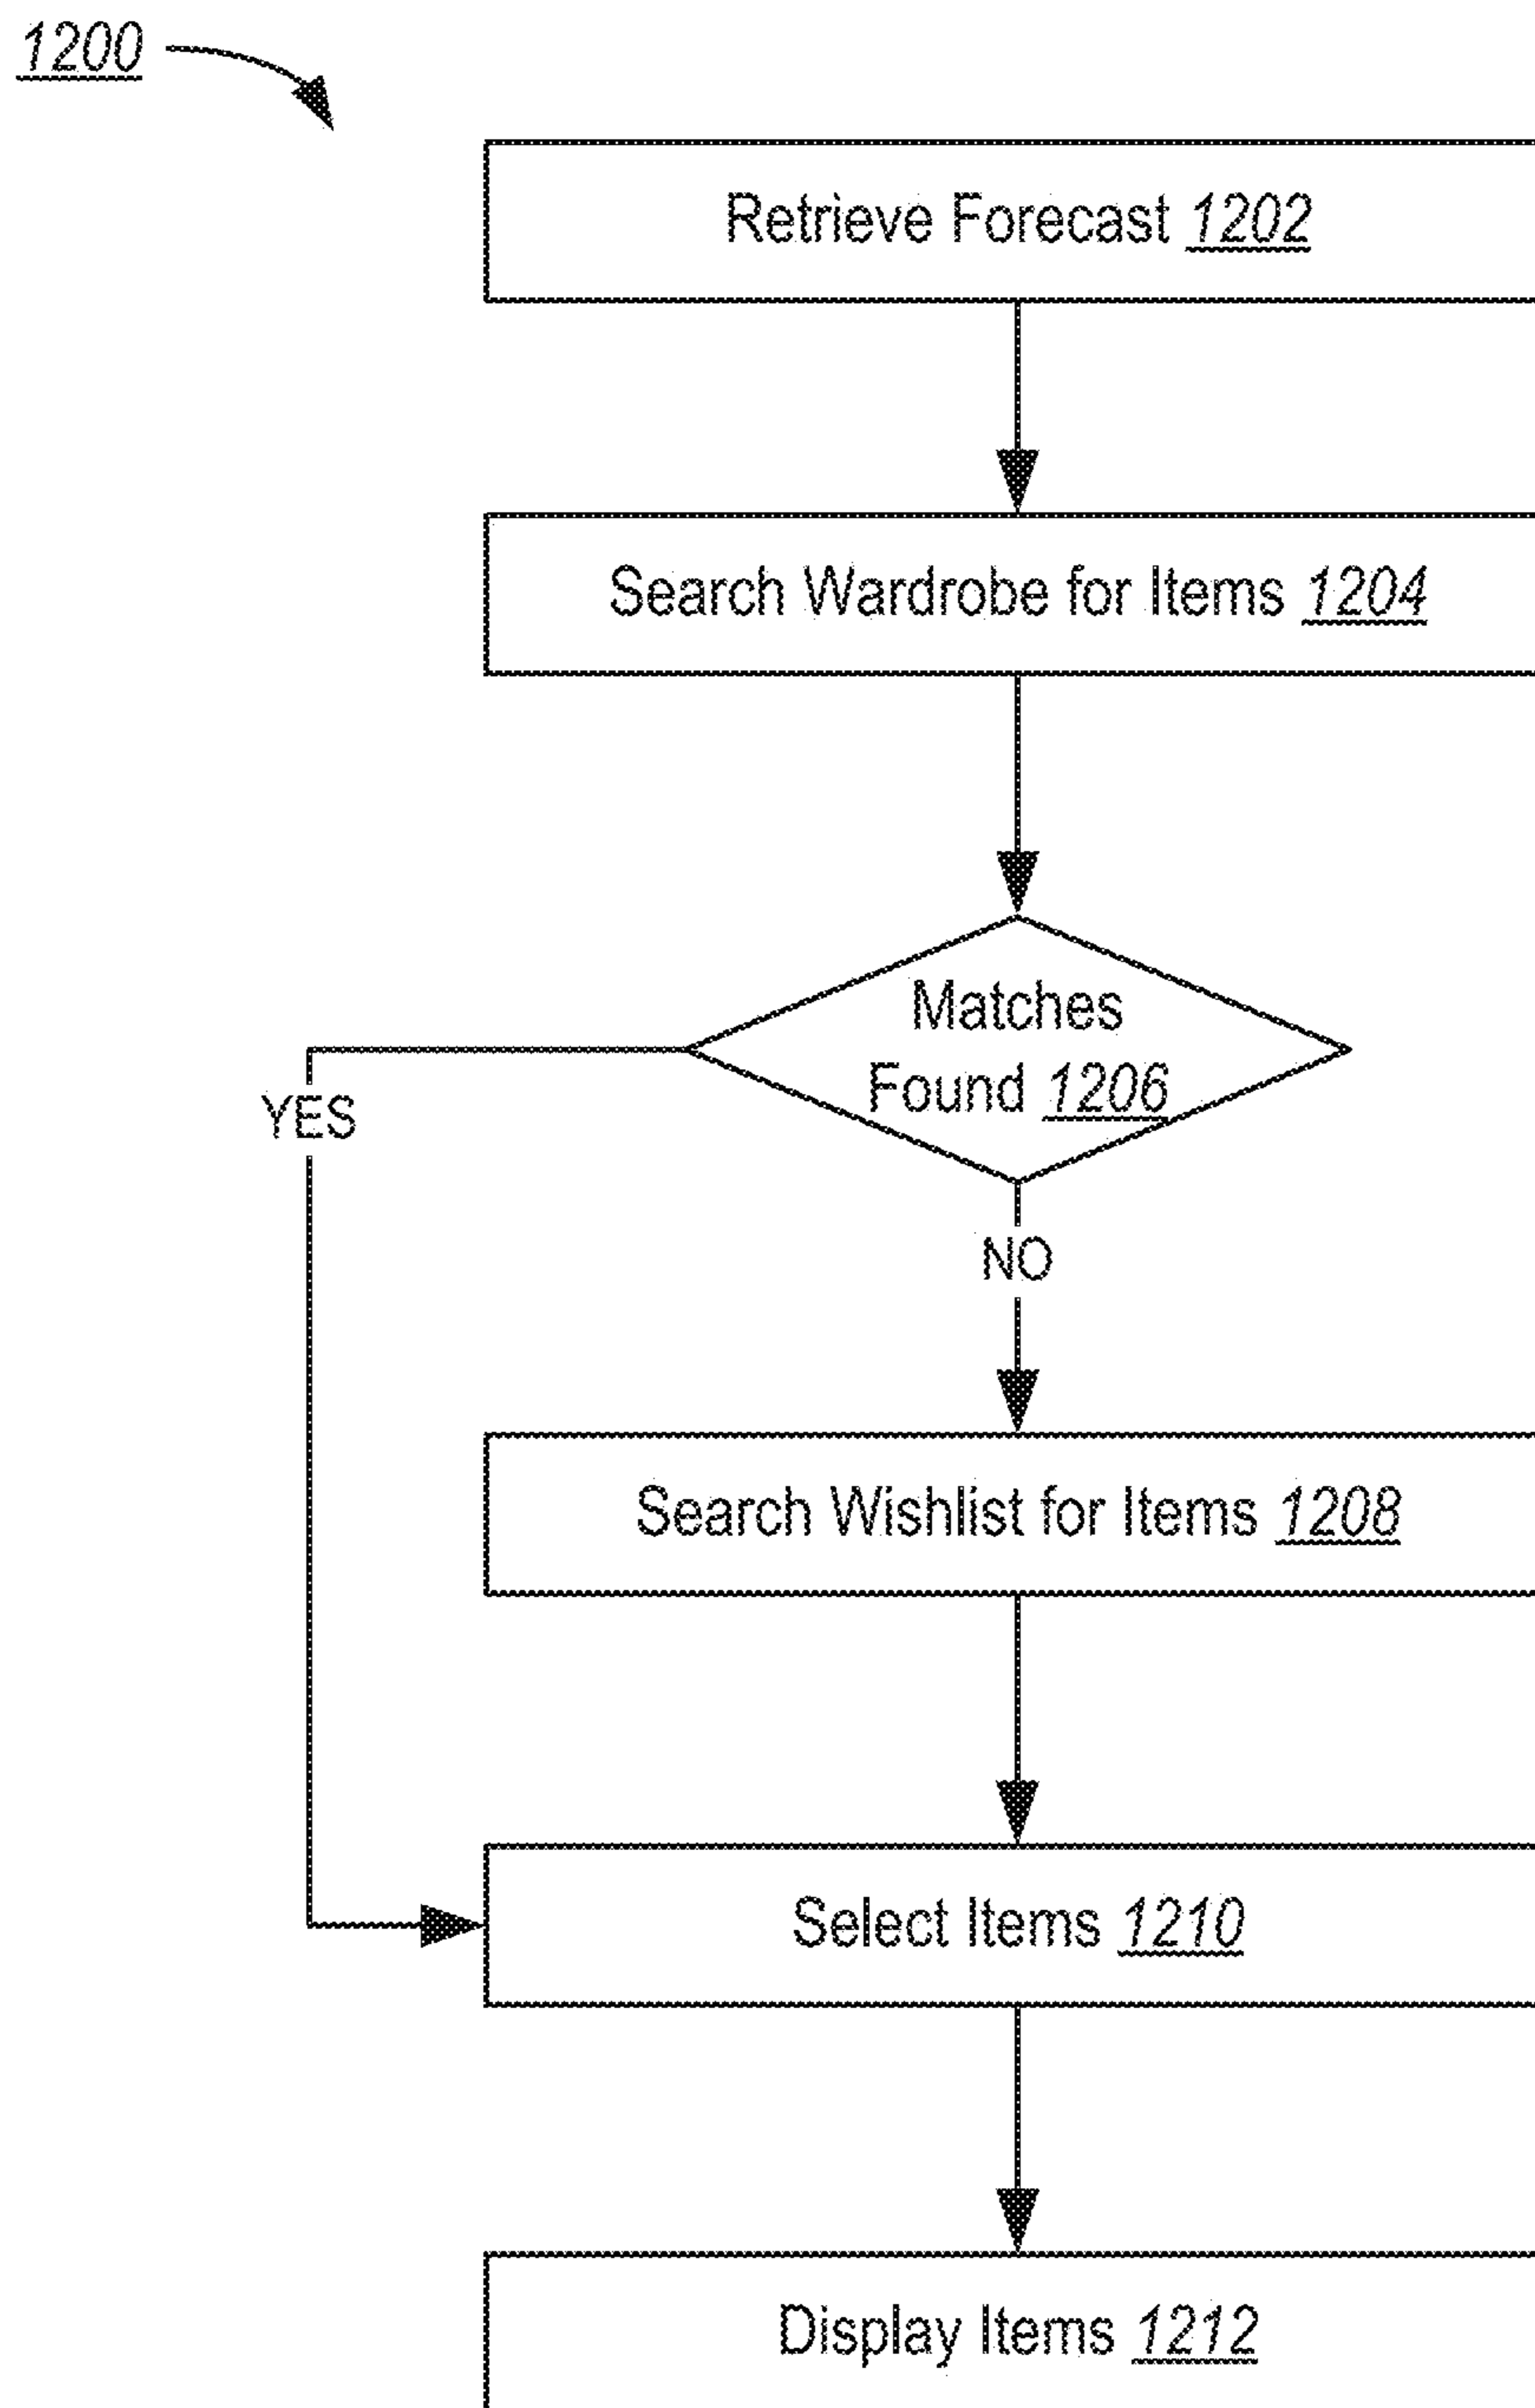 1200
Retrieve Forecast 1202
Search Wardrobe for Items 1204
Matches
Found 1206
YES
NO
Search Wishlist for Items 1208
Select Items 1210
Display Items 1212